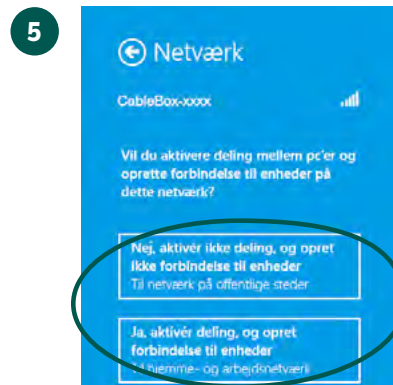 5
Netværk
CableBox-xxxx
Vil du aktivere deling mellem pc'er og
oprette forbindelse til enheder på
dette netværk?
Nej, aktivér ikke deling, og opret
ikke forbindelse til enheder
Til netværk på offentlige steder
Ja, aktivér deling, og opret
forbindelse til enheder
Til hjemme- og arbejdsnetværk